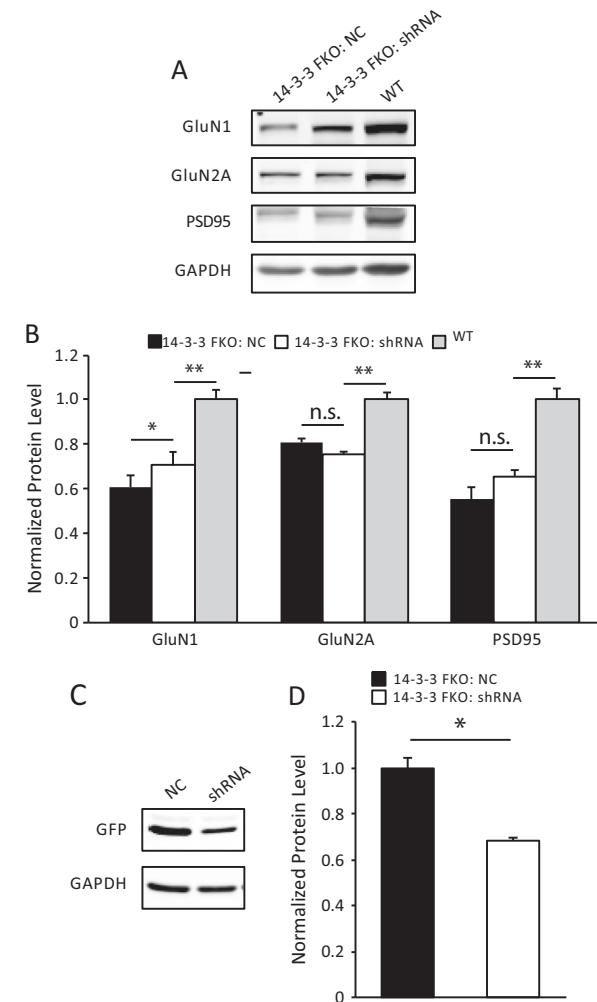 A
14-3-3 FKO: NC
14-3-3 FKO: shRNA
WT
GluN1
GluN2A
PSD95
GAPDH
B
14-3-3 FKO: NC 14-3-3 FKO: shRNA WT
Normalized Protein Level
1.2
1.0
0.8
0.6
0.4
0.2
0
*
**
n.s.
**
n.s.
**
GluN1 GluN2A PSD95
C
NC shRNA
GFP
GAPDH
D
14-3-3 FKO: NC
14-3-3 FKO: shRNA
Normalized Protein Level
1.2
1.0
0.8
0.6
0.4
0.2
0
*